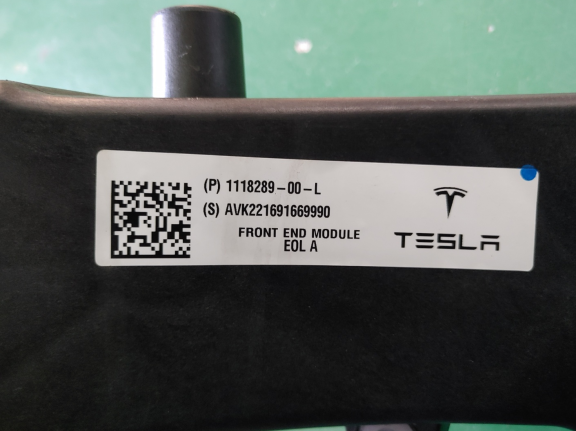 (P) 1118289-00-L
(S) AVK221691669990
FRONT END MODULE
EOL A
TESLA